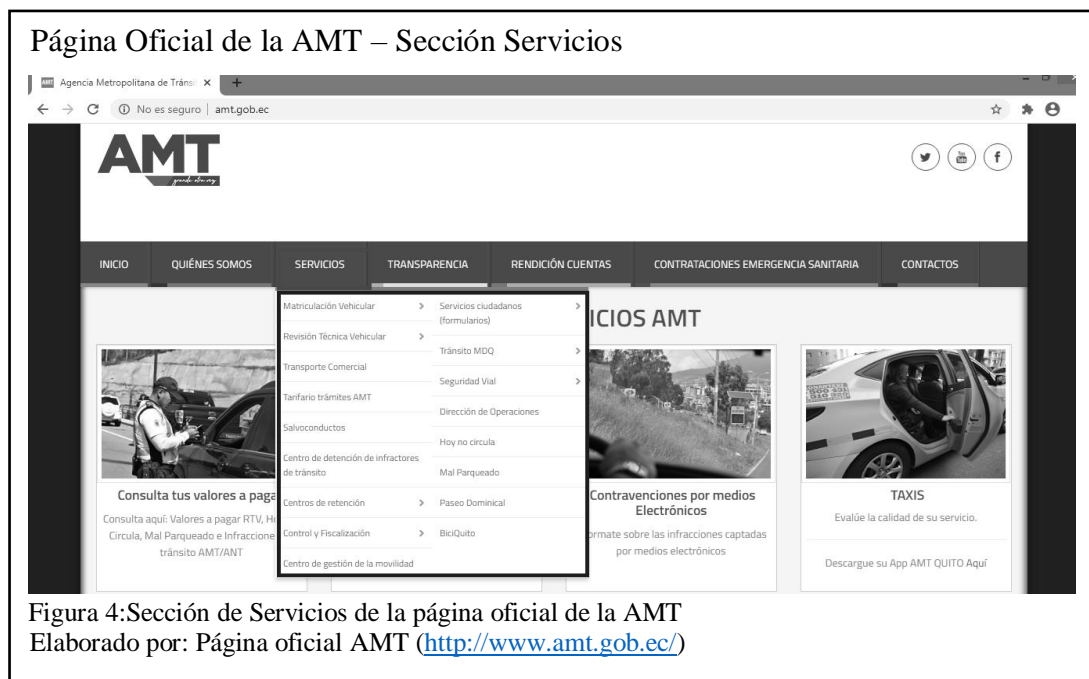 Página Oficial de la AMT – Sección Servicios
AMT Agencia Metropolitana de Tráns
No es seguro | amt.gob.ec
AMT
grande otra vez
You Tube
INICIO QUIÉNES SOMOS SERVICIOS TRANSPARENCIA RENDICIÓN CUENTAS CONTRATACIONES EMERGENCIA SANITARIA CONTACTOS
ICIOS AMT
Matriculación Vehicular
Revisión Técnica Vehicular
Transporte Comercial
Tarifario trámites AMT
Salvoconductos
Centro de detención de infractores
de tránsito
Centros de retención
Control y Fiscalización
Centro de gestión de la movilidad
Servicios ciudadanos
(formularios)
Tránsito MDQ
Seguridad Vial
Dirección de Operaciones
Hoy no circula
Mal Parqueado
Paseo Dominical
BiciQuito
Consulta tus valores a paga
Consulta aquí: Valores a pagar RTV, H
Circula, Mal Parqueado e Infraccione
tránsito AMT/ANT
Contravenciones por medios
Electrónicos
ormate sobre las infracciones captadas
por medios electrónicos
TAXIS
Evalúe la calidad de su servicio.
Descargue su App AMT QUITO Aquí
Figura 4:Sección de Servicios de la página oficial de la AMT
Elaborado por: Página oficial AMT (http://www.amt.gob.ec/)